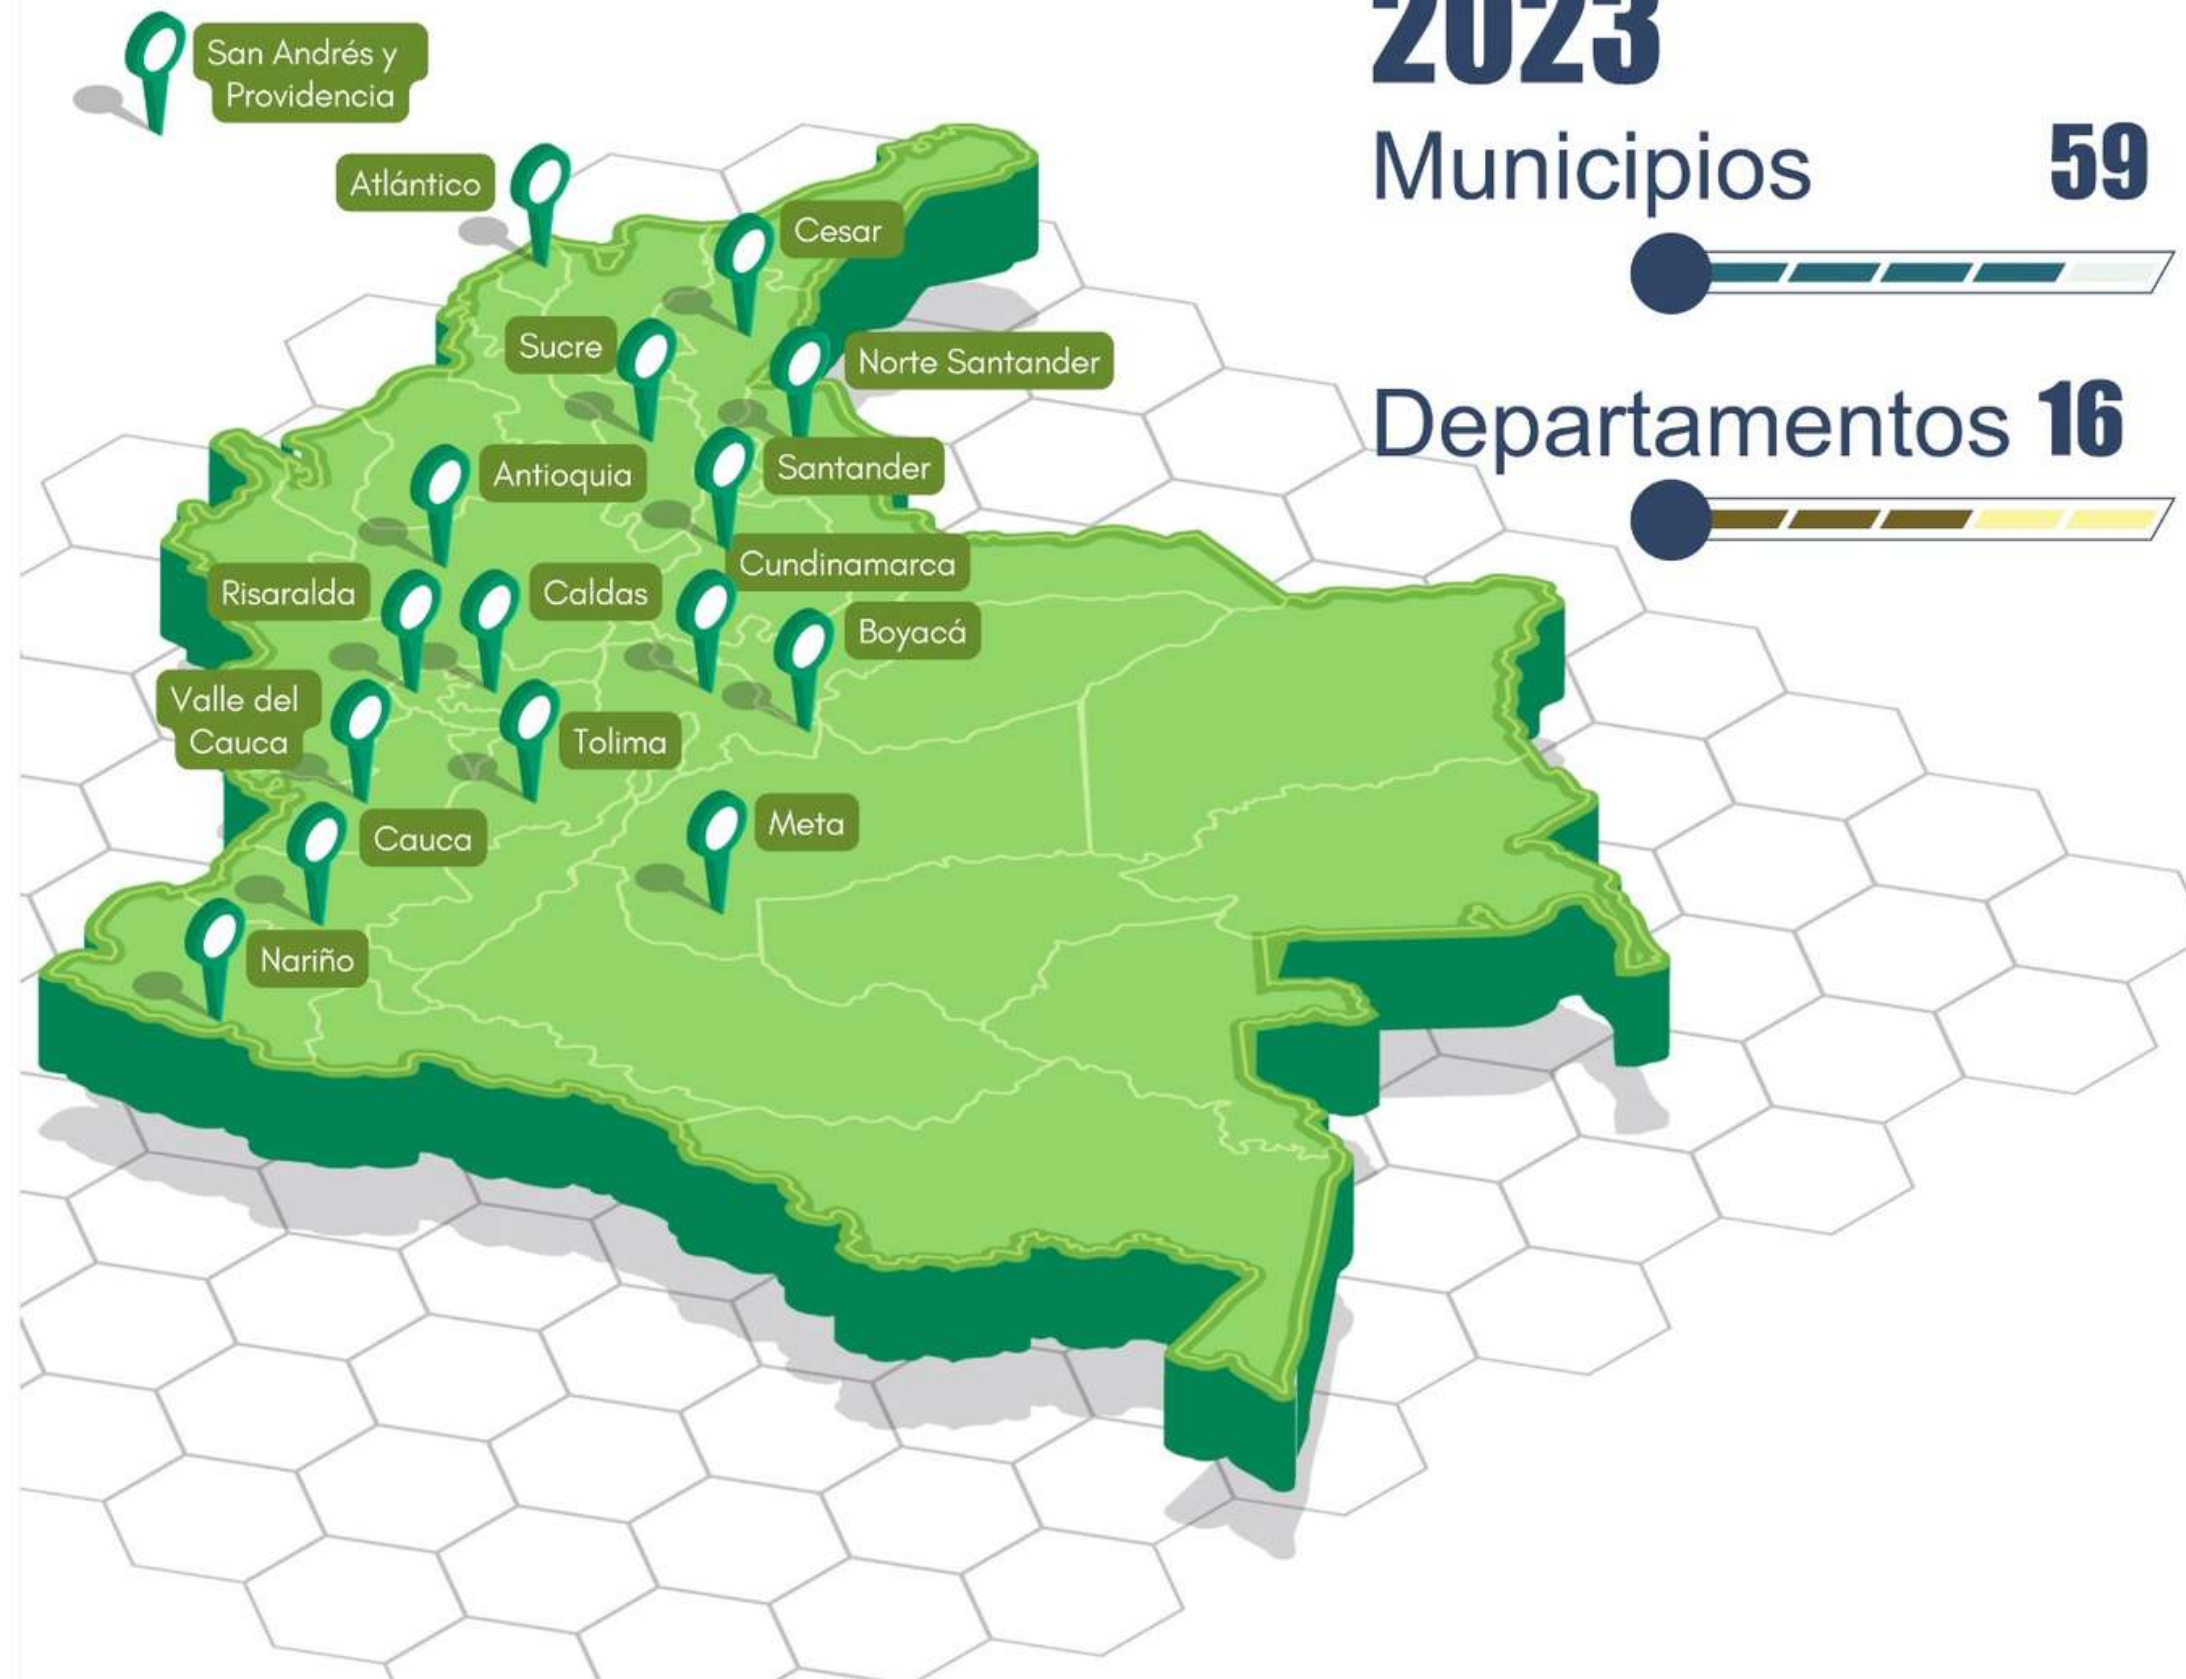 2023
Municipios 59
Departamentos 16
San Andrés y
Providencia
Atlántico
Cesar
Sucre
Norte Santander
Antioquia
Santander
Cundinamarca
Risaralda
Caldas
Boyacá
Valle del
Cauca
Tolima
Cauca
Meta
Nariño